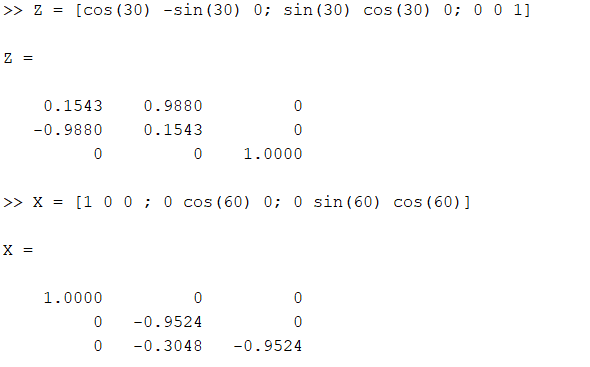 >> Z = [cos(30) -sin(30) 0; sin(30) cos(30) 0; 0 0 1]
Z =
0.1543 0.9880 0
-0.9880 0.1543 0
0 0 1.0000
>> X = [1 0 0 ; 0 cos(60) 0; 0 sin(60) cos(60)]
X =
1.0000 0 0
0 -0.9524 0
0 -0.3048 -0.9524